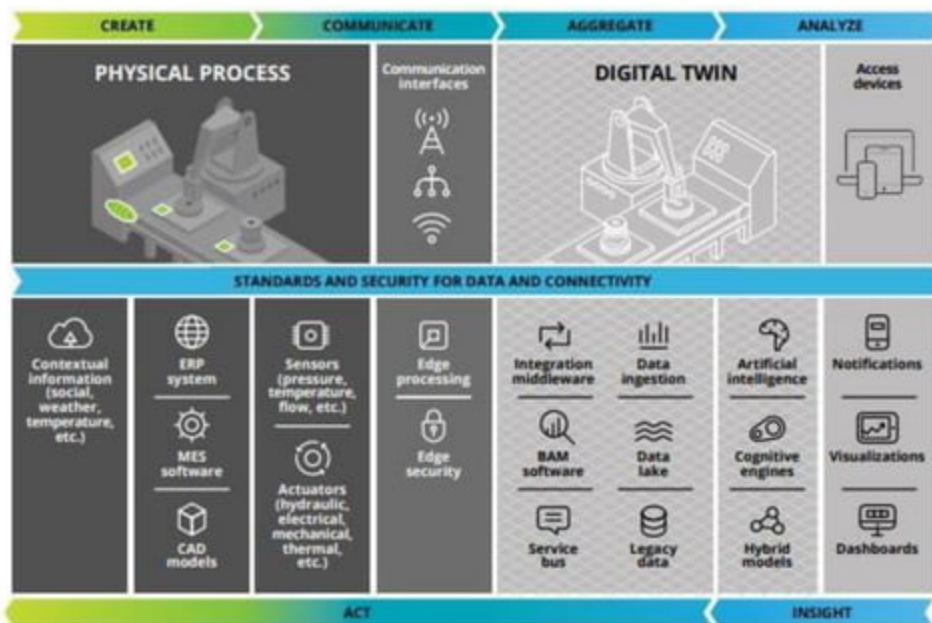 CREATE
COMMUNICATE
AGGREGATE
ANALYZE
PHYSICAL PROCESS
Communication
interfaces
DIGITAL TWIN
Access
devices
STANDARDS AND SECURITY FOR DATA AND CONNECTIVITY
Contextual
information
(social,
weather,
temperature,
etc.)
ERP
system
MES
software
CAD
models
Sensors
(pressure,
temperature,
flow, etc.)
Actuators
(hydraulic,
electrical,
mechanical,
thermal,
etc.)
Edge
processing
Edge
security
Integration
middleware
BAM
software
Service
bus
Data
ingestion
Data
lake
Legacy
data
Artificial
intelligence
Cognitive
engines
Hybrid
models
Notifications
Visualizations
Dashboards
ACT
INSIGHT